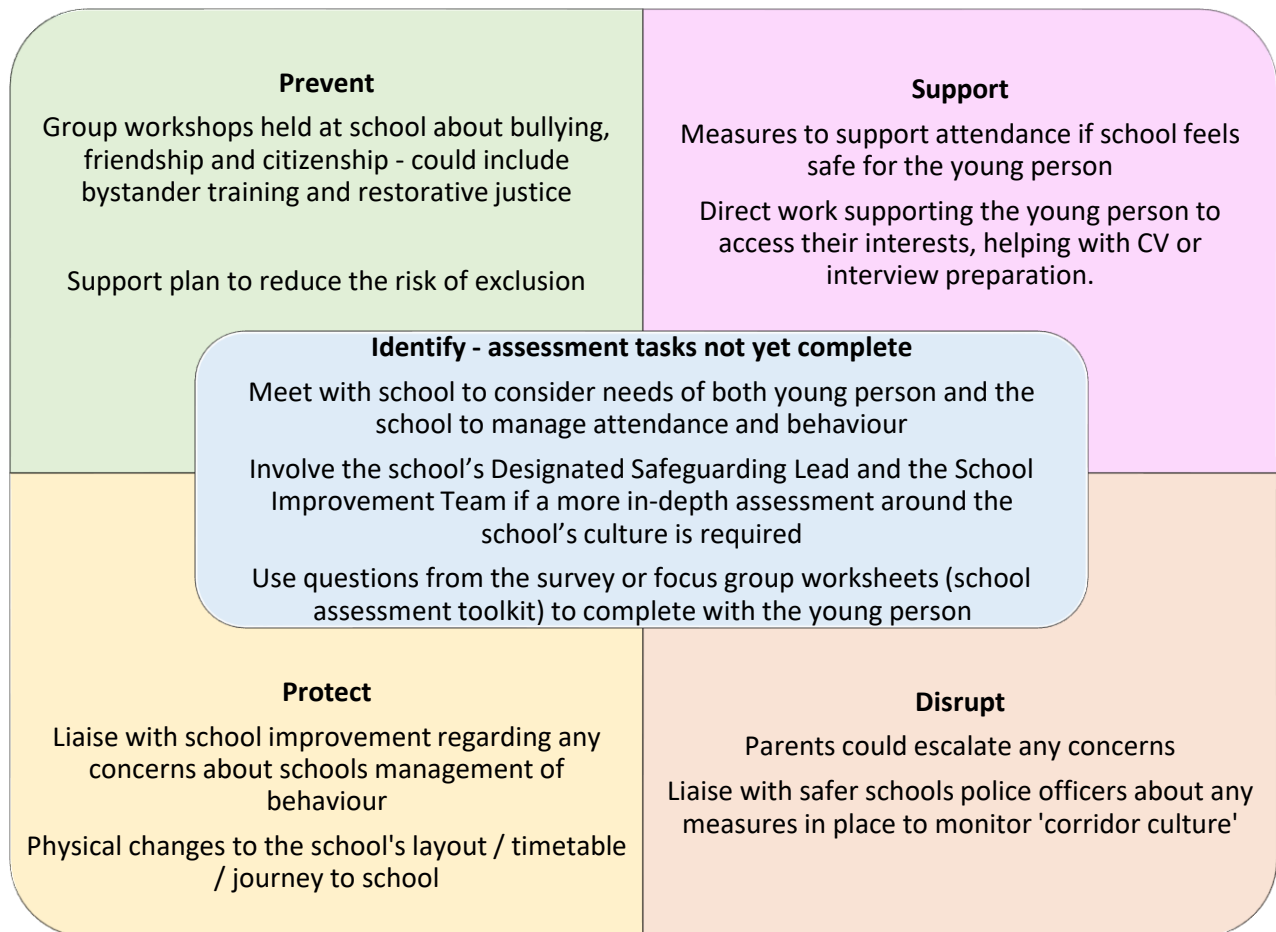 Prevent
Group workshops held at school about bullying,
friendship and citizenship - could include
bystander training and restorative justice
Support plan to reduce the risk of exclusion
Support
Measures to support attendance if school feels
safe for the young person
Direct work supporting the young person to
access their interests, helping with CV or
interview preparation.
Identify - assessment tasks not yet complete
Meet with school to consider needs of both young person and the
school to manage attendance and behaviour
Involve the school’s Designated Safeguarding Lead and the School
Improvement Team if a more in-depth assessment around the
school’s culture is required
Use questions from the survey or focus group worksheets (school
assessment toolkit) to complete with the young person
Protect
Liaise with school improvement regarding any
concerns about schools management of
behaviour
Physical changes to the school's layout / timetable
/ journey to school
Disrupt
Parents could escalate any concerns
Liaise with safer schools police officers about any
measures in place to monitor 'corridor culture'